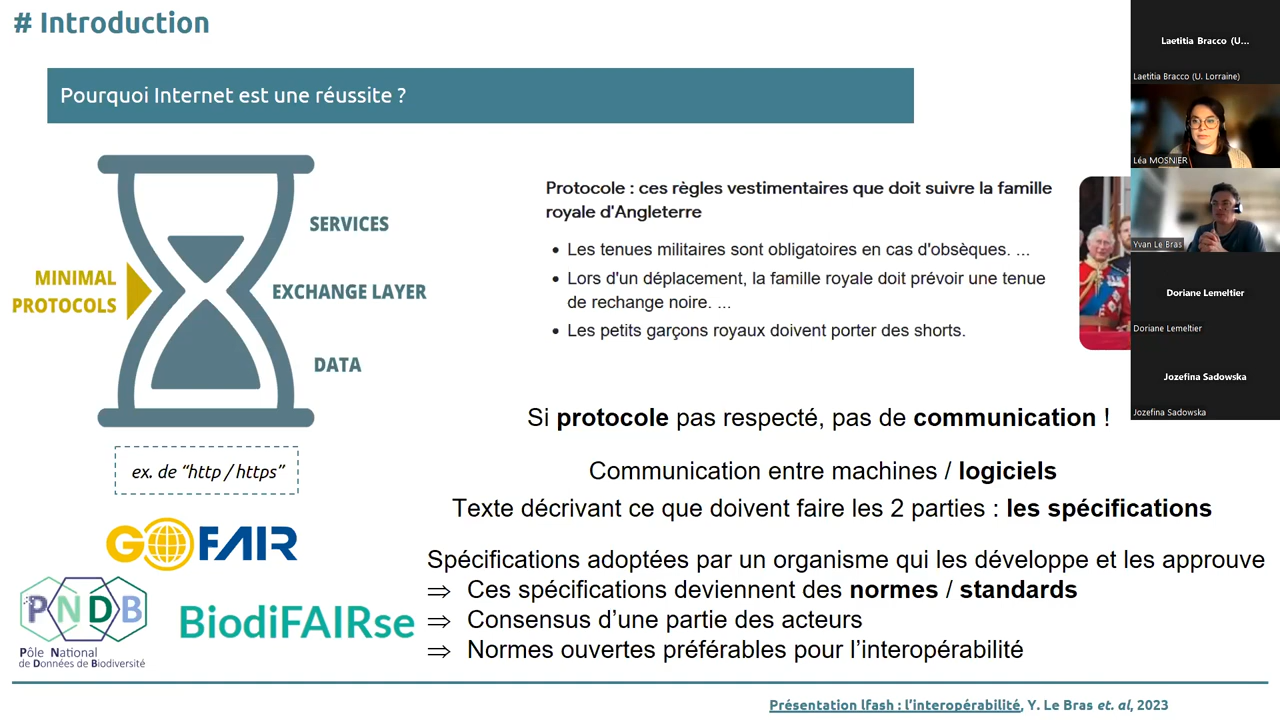 # Introduction
Pourquoi Internet est une réussite ?
SERVICES
MINIMAL
PROTOCOLS
EXCHANGE LAYER
DATA
ex. de “http / https”
GO FAIR
PNDB
Pôle National
de Données de Biodiversité
BiodiFAIRse
Protocole : ces règles vestimentaires que doit suivre la famille
royale d'Angleterre
• Les tenues militaires sont obligatoires en cas d'obsèques. ...
• Lors d'un déplacement, la famille royale doit prévoir une tenue
de rechange noire. ...
• Les petits garçons royaux doivent porter des shorts.
Si protocole pas respecté, pas de communication !
Communication entre machines / logiciels
Texte décrivant ce que doivent faire les 2 parties : les spécifications
Spécifications adoptées par un organisme qui les développe et les approuve
⇒ Ces spécifications deviennent des normes / standards
⇒ Consensus d’une partie des acteurs
⇒ Normes ouvertes préférables pour l’interopérabilité
Présentation lfash : l’interopérabilité, Y. Le Bras et. al, 2023
Laetitia Bracco (U...
Laetitia Bracco (U. Lorraine)
Léa MOSNIER
Yvan Le Bras
Doriane Lemeltier
Doriane Lemeltier
Jozefina Sadowska
Jozefina Sadowska